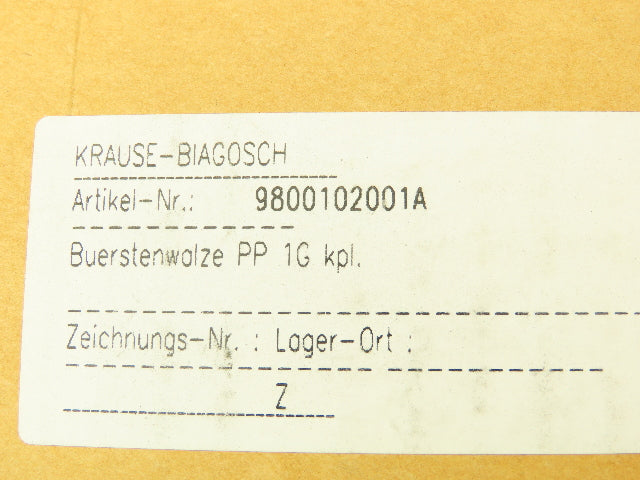 KRAUSE-BIAGOSCH
Artikel-Nr.: 9800102001A
Buerstenwalze PP 1G kpl.
Zeichnungs-Nr. : Lager-Ort :
Z